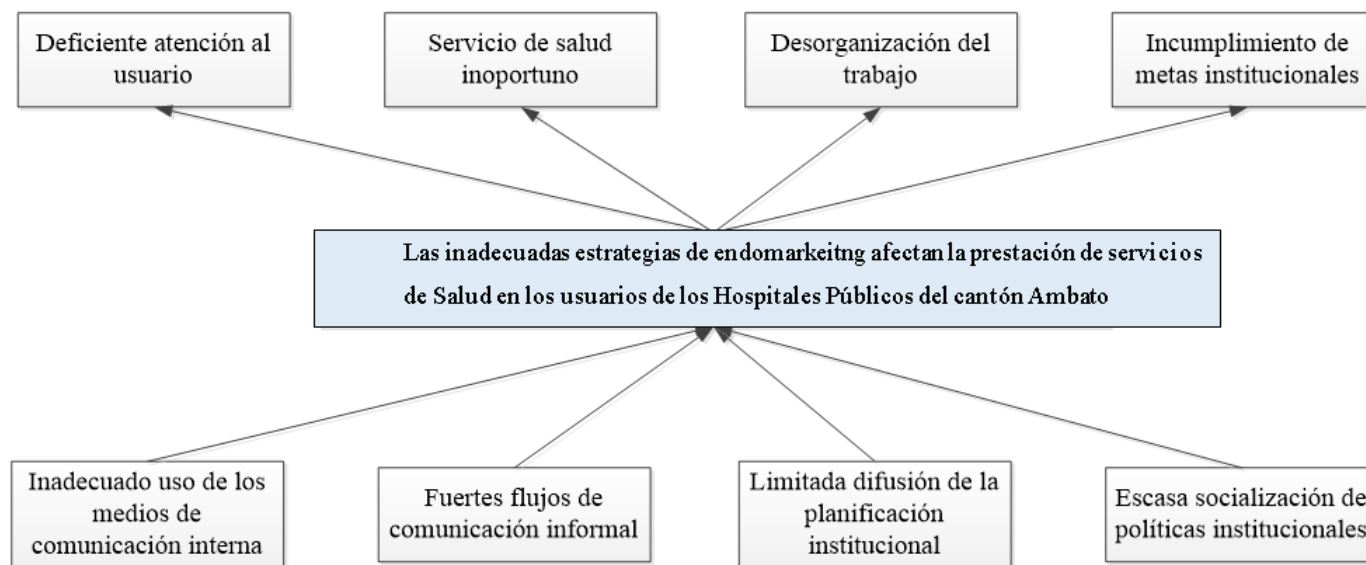 Deficiente atención al
usuario
Servicio de salud
inoportuno
Desorganización del
trabajo
Incumplimiento de
metas institucionales
Las inadecuadas estrategias de endomarkeitng afectan la prestación de servicios
de Salud en los usuarios de los Hospitales Públicos del cantón Ambato
Inadecuado uso de los
medios de
comunicación interna
Fuertes flujos de
comunicación informal
Limitada difusión de la
planificación
institucional
Escasa socialización de
políticas institucionales